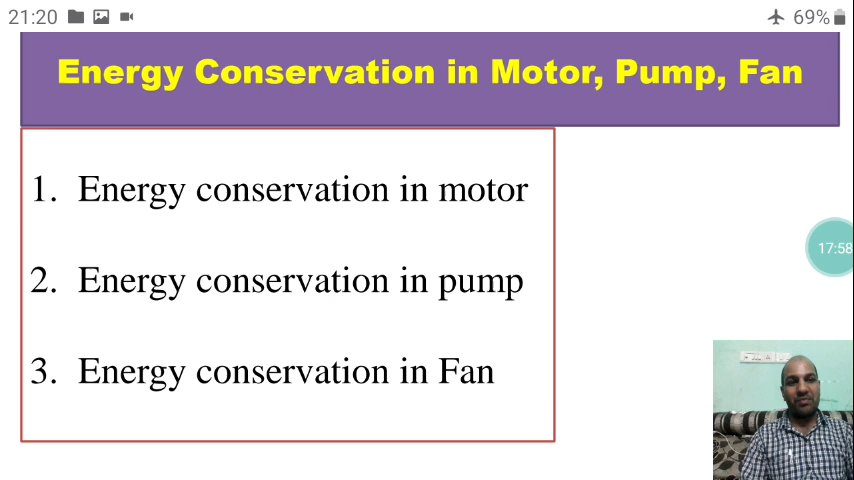 21:20 69%
Energy Conservation in Motor, Pump, Fan
1. Energy conservation in motor
2. Energy conservation in pump
3. Energy conservation in Fan
17:58